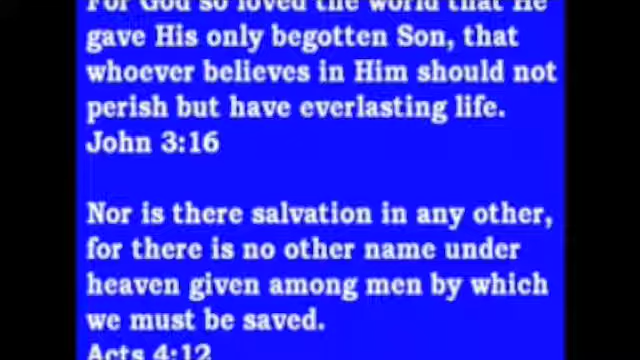 For God so loved the world that He
gave His only begotten Son, that
whoever believes in Him should not
perish but have everlasting life.
John 3:16
Nor is there salvation in any other,
for there is no other name under
heaven given among men by which
we must be saved.
Acts 4:12